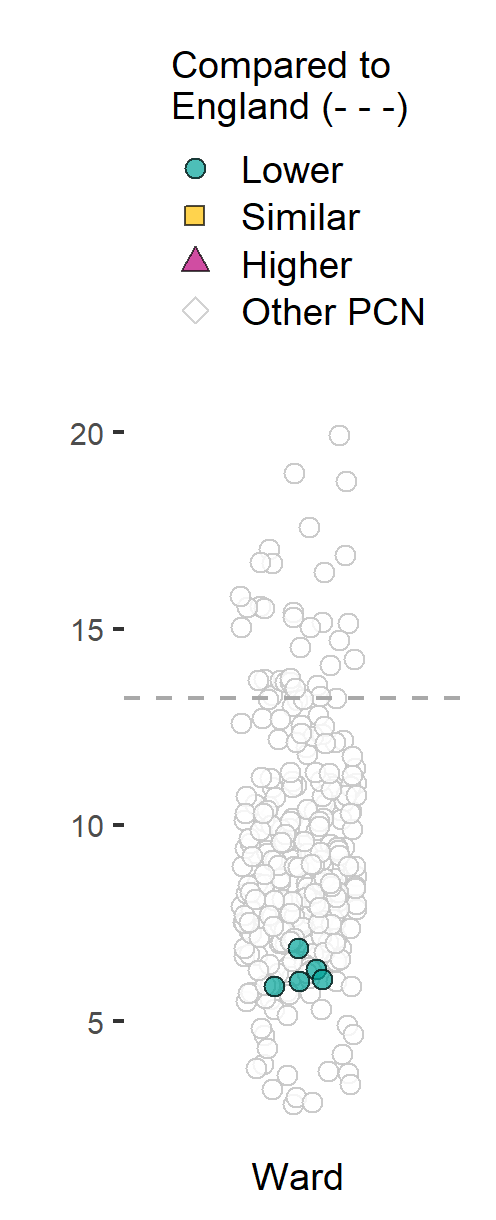 Compared to
England (- - -)
Lower
Similar
Higher
Other PCN
20
15
10
5
Ward